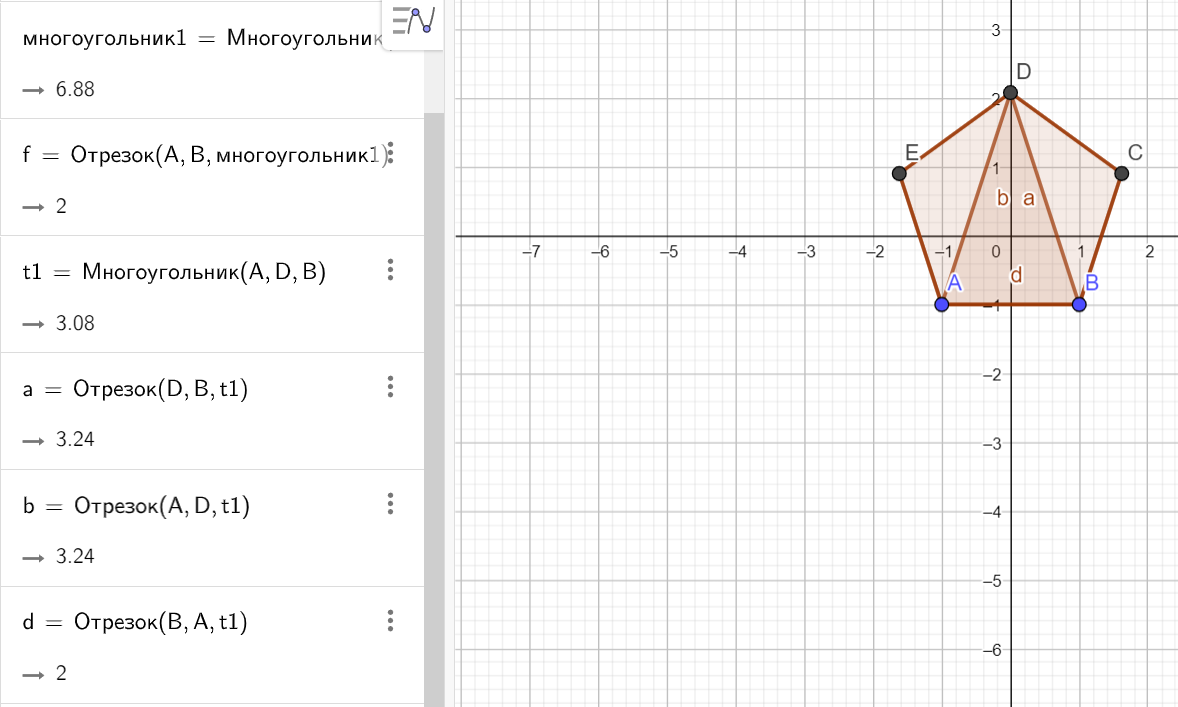 многоугольник1 = Многоугольник
→ 6.88
f = Отрезок(A, B, многоугольник1)
→ 2
t1 = Многоугольник(A, D, B)
→ 3.08
a = Отрезок(D, B, t1)
→ 3.24
b = Отрезок(A, D, t1)
→ 3.24
d = Отрезок(B, A, t1)
→ 2
3
D
2
E
C
1
b a
–7 –6 –5 –4 –3 –2 –1 0 1 2
d
A
B
–1
–2
–3
–4
–5
–6